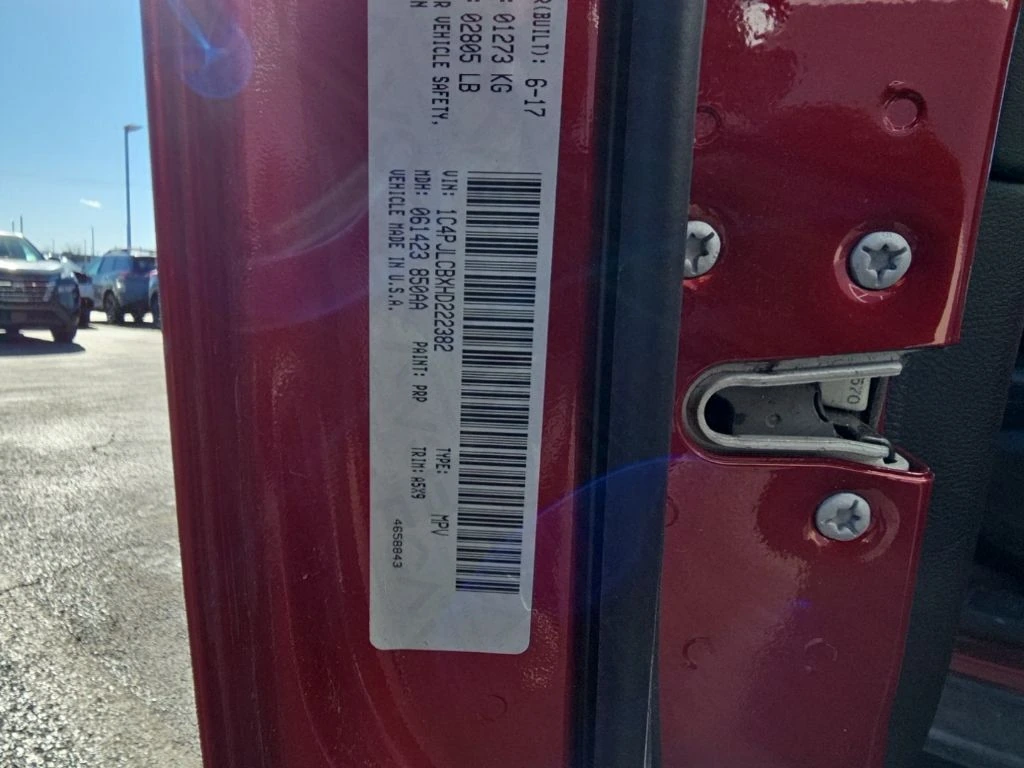 R(BUILT): 6-17
: 01273 KG
: 02805 LB
R VEHICLE SAFETY,
N
VIN: 1C4PJLCBXHD222382 TYPE: MPV
MDH: 061423 850AA PAINT: PRP TRIM: A5X9
VEHICLE MADE IN U.S.A.
4658843
570